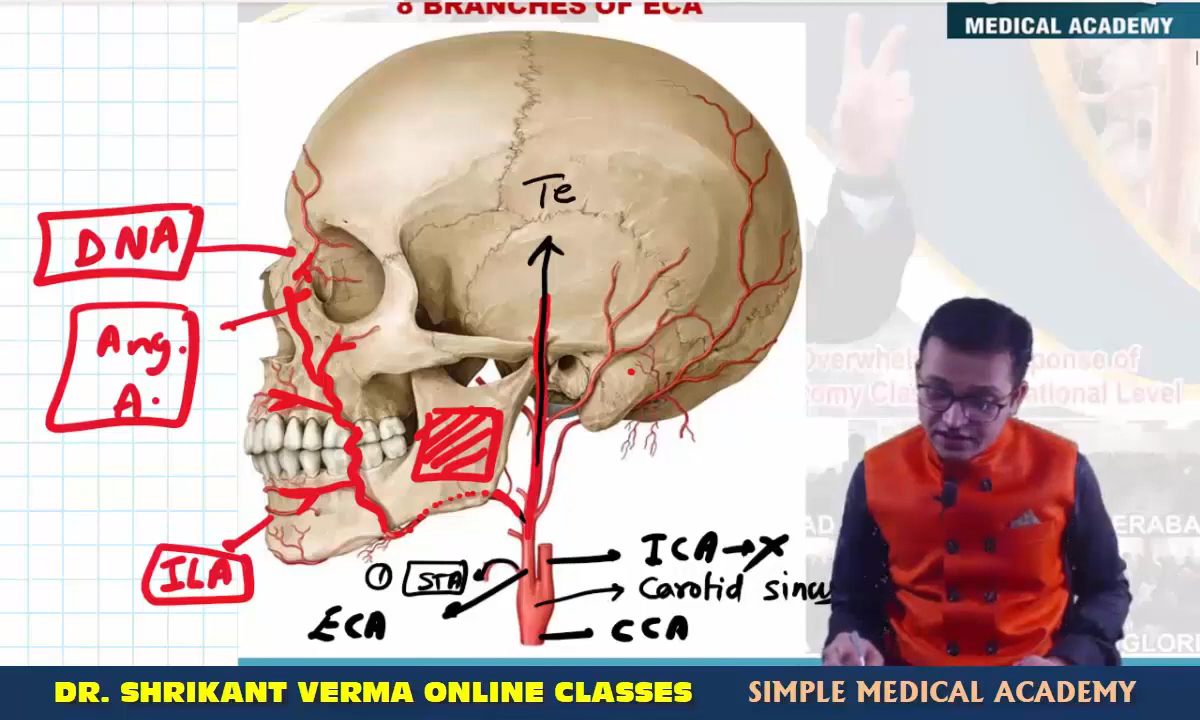 8 BRANCHES OF ECA
MEDICAL ACADEMY
Te
DNA
Ang.
A.
ILA
① STA
ECA
ICA → X
Carotid sinus
CCA
DR. SHRIKANT VERMA ONLINE CLASSES
SIMPLE MEDICAL ACADEMY